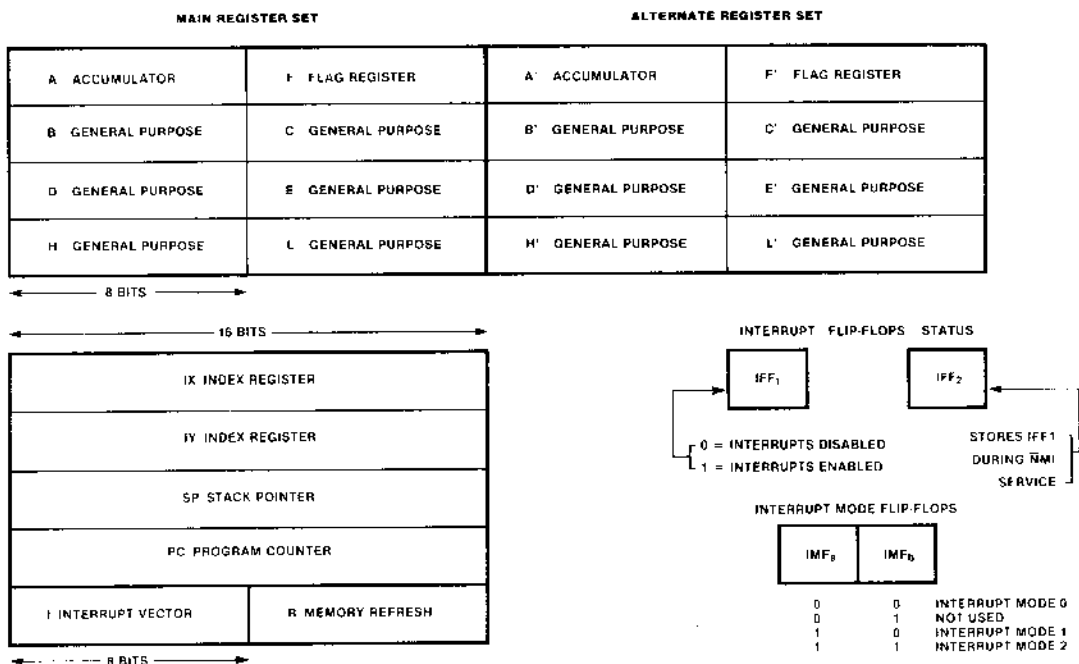 MAIN REGISTER SET
ALTERNATE REGISTER SET
A ACCUMULATOR
F FLAG REGISTER
A' ACCUMULATOR
F' FLAG REGISTER
B GENERAL PURPOSE
C GENERAL PURPOSE
B' GENERAL PURPOSE
C' GENERAL PURPOSE
D GENERAL PURPOSE
E GENERAL PURPOSE
D' GENERAL PURPOSE
E' GENERAL PURPOSE
H GENERAL PURPOSE
L GENERAL PURPOSE
H' GENERAL PURPOSE
L' GENERAL PURPOSE
8 BITS
16 BITS
IX INDEX REGISTER
IY INDEX REGISTER
SP STACK POINTER
PC PROGRAM COUNTER
I INTERRUPT VECTOR
R MEMORY REFRESH
8 BITS
INTERRUPT FLIP-FLOPS STATUS
IFF₁
IFF₂
0 = INTERRUPTS DISABLED
1 = INTERRUPTS ENABLED
STORES IFF1
DURING N̅M̅I̅
SERVICE
INTERRUPT MODE FLIP-FLOPS
IMFₐ
IMF_b
0 0 INTERRUPT MODE 0
0 1 NOT USED
1 0 INTERRUPT MODE 1
1 1 INTERRUPT MODE 2